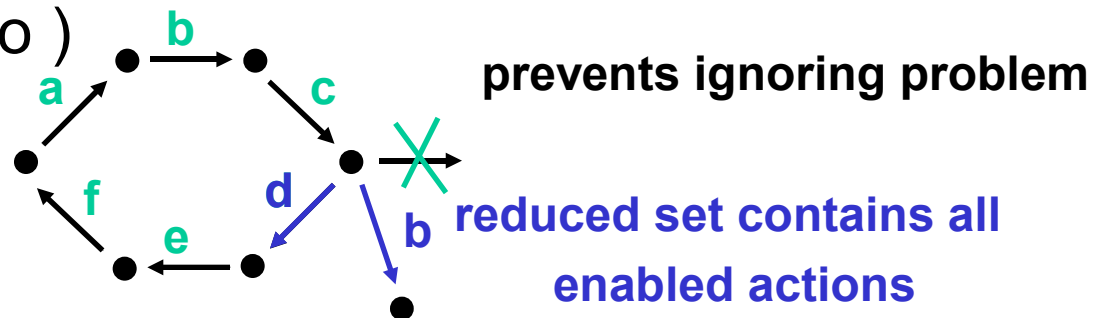 o )
b
a
c
prevents ignoring problem
d
f
b
reduced set contains all
e
enabled actions